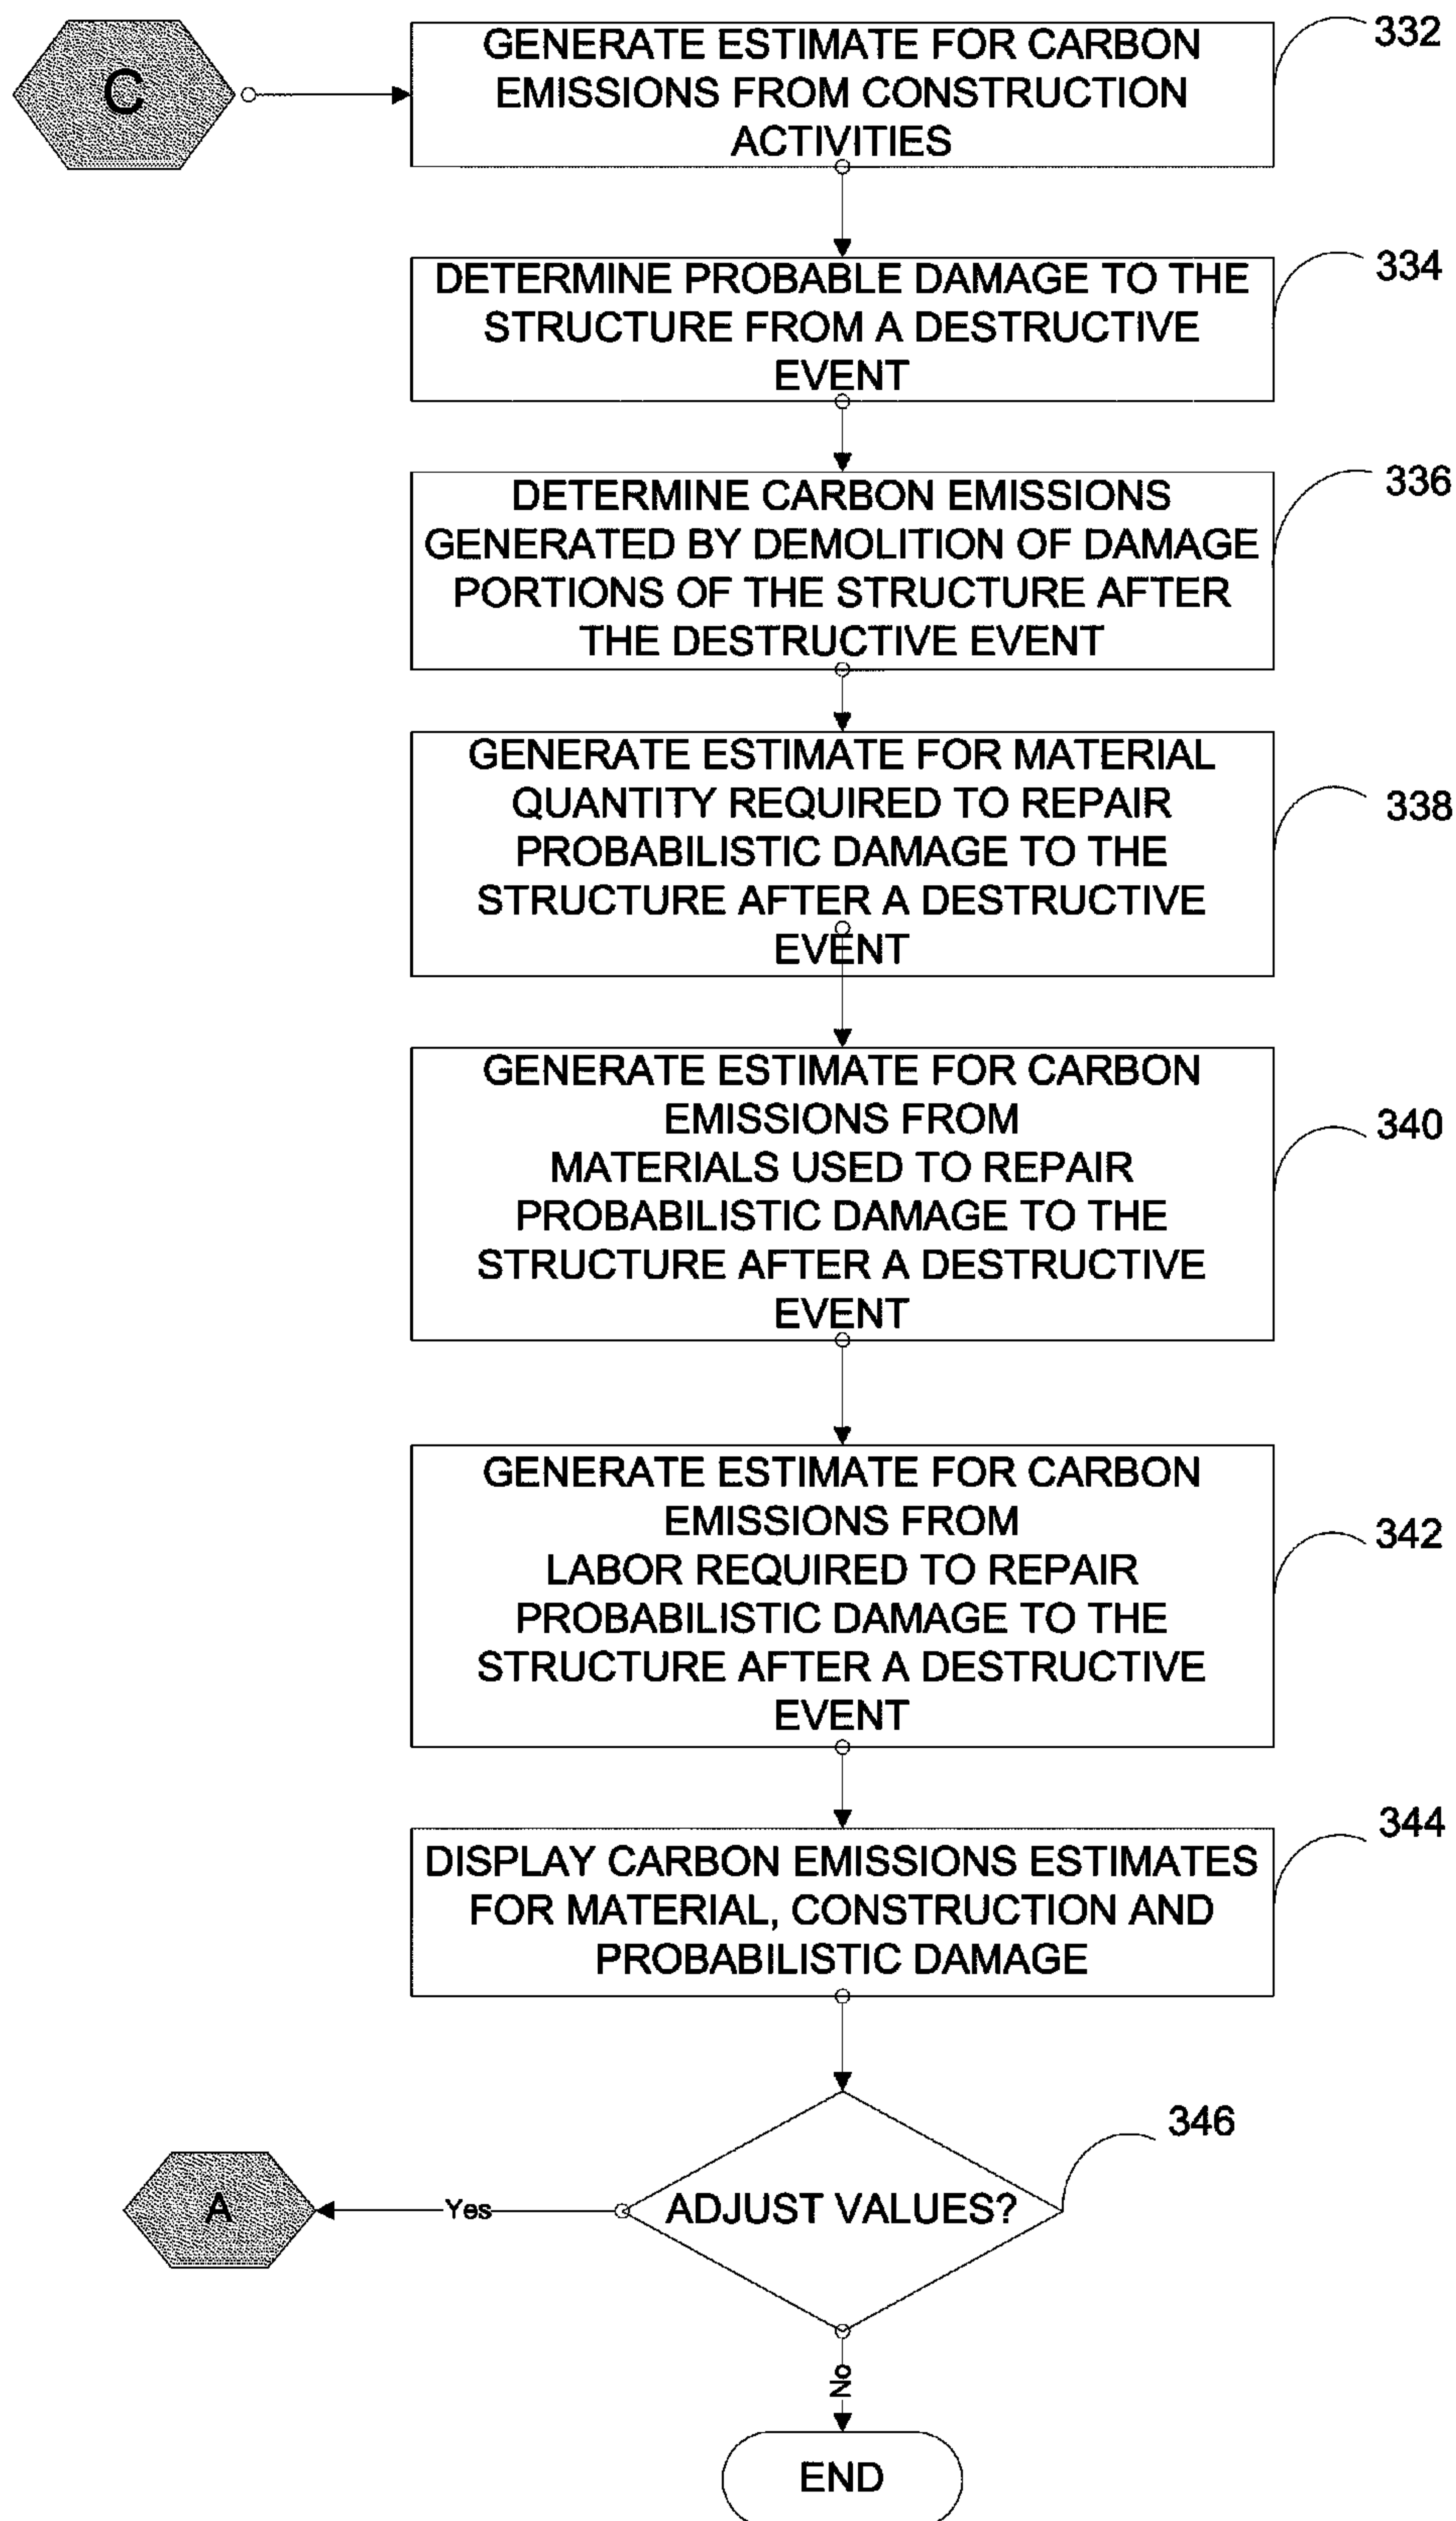 C
GENERATE ESTIMATE FOR CARBON
EMISSIONS FROM CONSTRUCTION
ACTIVITIES
332
DETERMINE PROBABLE DAMAGE TO THE
STRUCTURE FROM A DESTRUCTIVE
EVENT
334
DETERMINE CARBON EMISSIONS
GENERATED BY DEMOLITION OF DAMAGE
PORTIONS OF THE STRUCTURE AFTER
THE DESTRUCTIVE EVENT
336
GENERATE ESTIMATE FOR MATERIAL
QUANTITY REQUIRED TO REPAIR
PROBABILISTIC DAMAGE TO THE
STRUCTURE AFTER A DESTRUCTIVE
EVENT
338
GENERATE ESTIMATE FOR CARBON
EMISSIONS FROM
MATERIALS USED TO REPAIR
PROBABILISTIC DAMAGE TO THE
STRUCTURE AFTER A DESTRUCTIVE
EVENT
340
GENERATE ESTIMATE FOR CARBON
EMISSIONS FROM
LABOR REQUIRED TO REPAIR
PROBABILISTIC DAMAGE TO THE
STRUCTURE AFTER A DESTRUCTIVE
EVENT
342
DISPLAY CARBON EMISSIONS ESTIMATES
FOR MATERIAL, CONSTRUCTION AND
PROBABILISTIC DAMAGE
344
ADJUST VALUES?
346
Yes
A
No
END